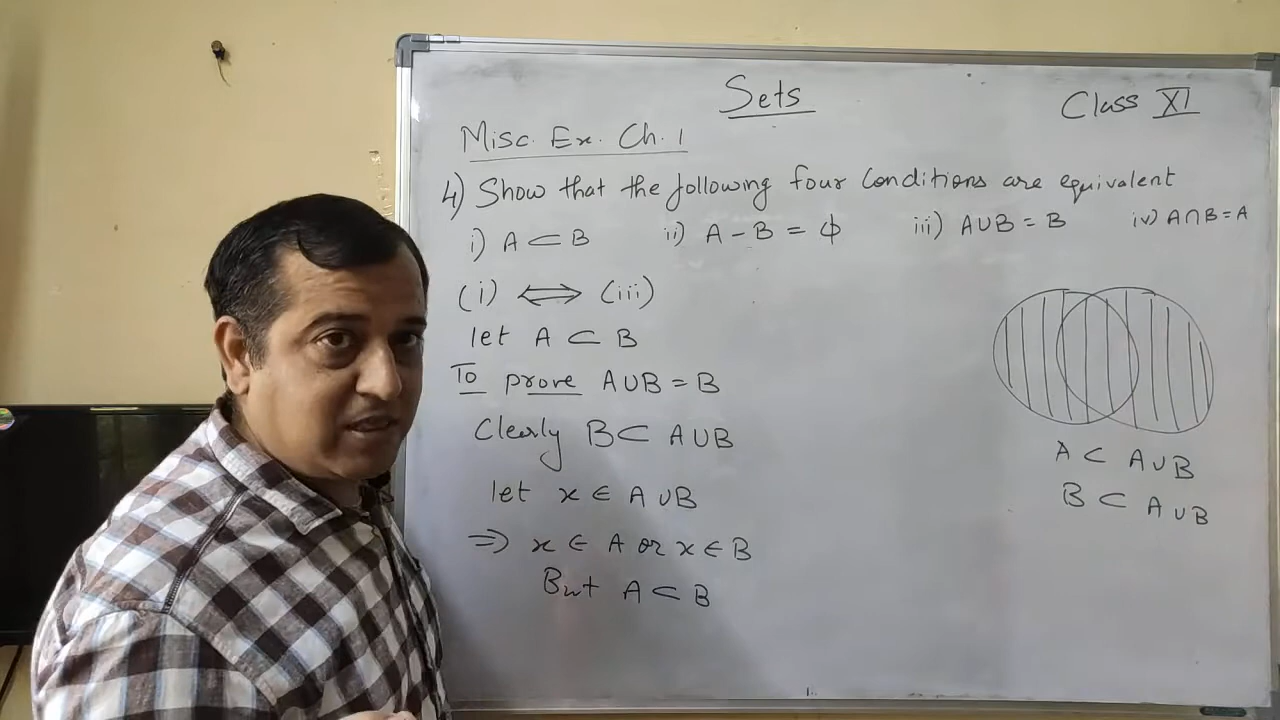 Sets
Class XI
Misc. Ex. Ch. 1
4) Show that the following four Conditions are equivalent
i) A ⊂ B ii) A - B = ϕ iii) A∪B = B iv) A∩B = A
(i) ⟺ (iii)
let A ⊂ B
To prove A∪B = B
Clearly B ⊂ A∪B
let x ∈ A∪B
⇒ x ∈ A or x ∈ B
But A ⊂ B
A ⊂ A∪B
B ⊂ A∪B